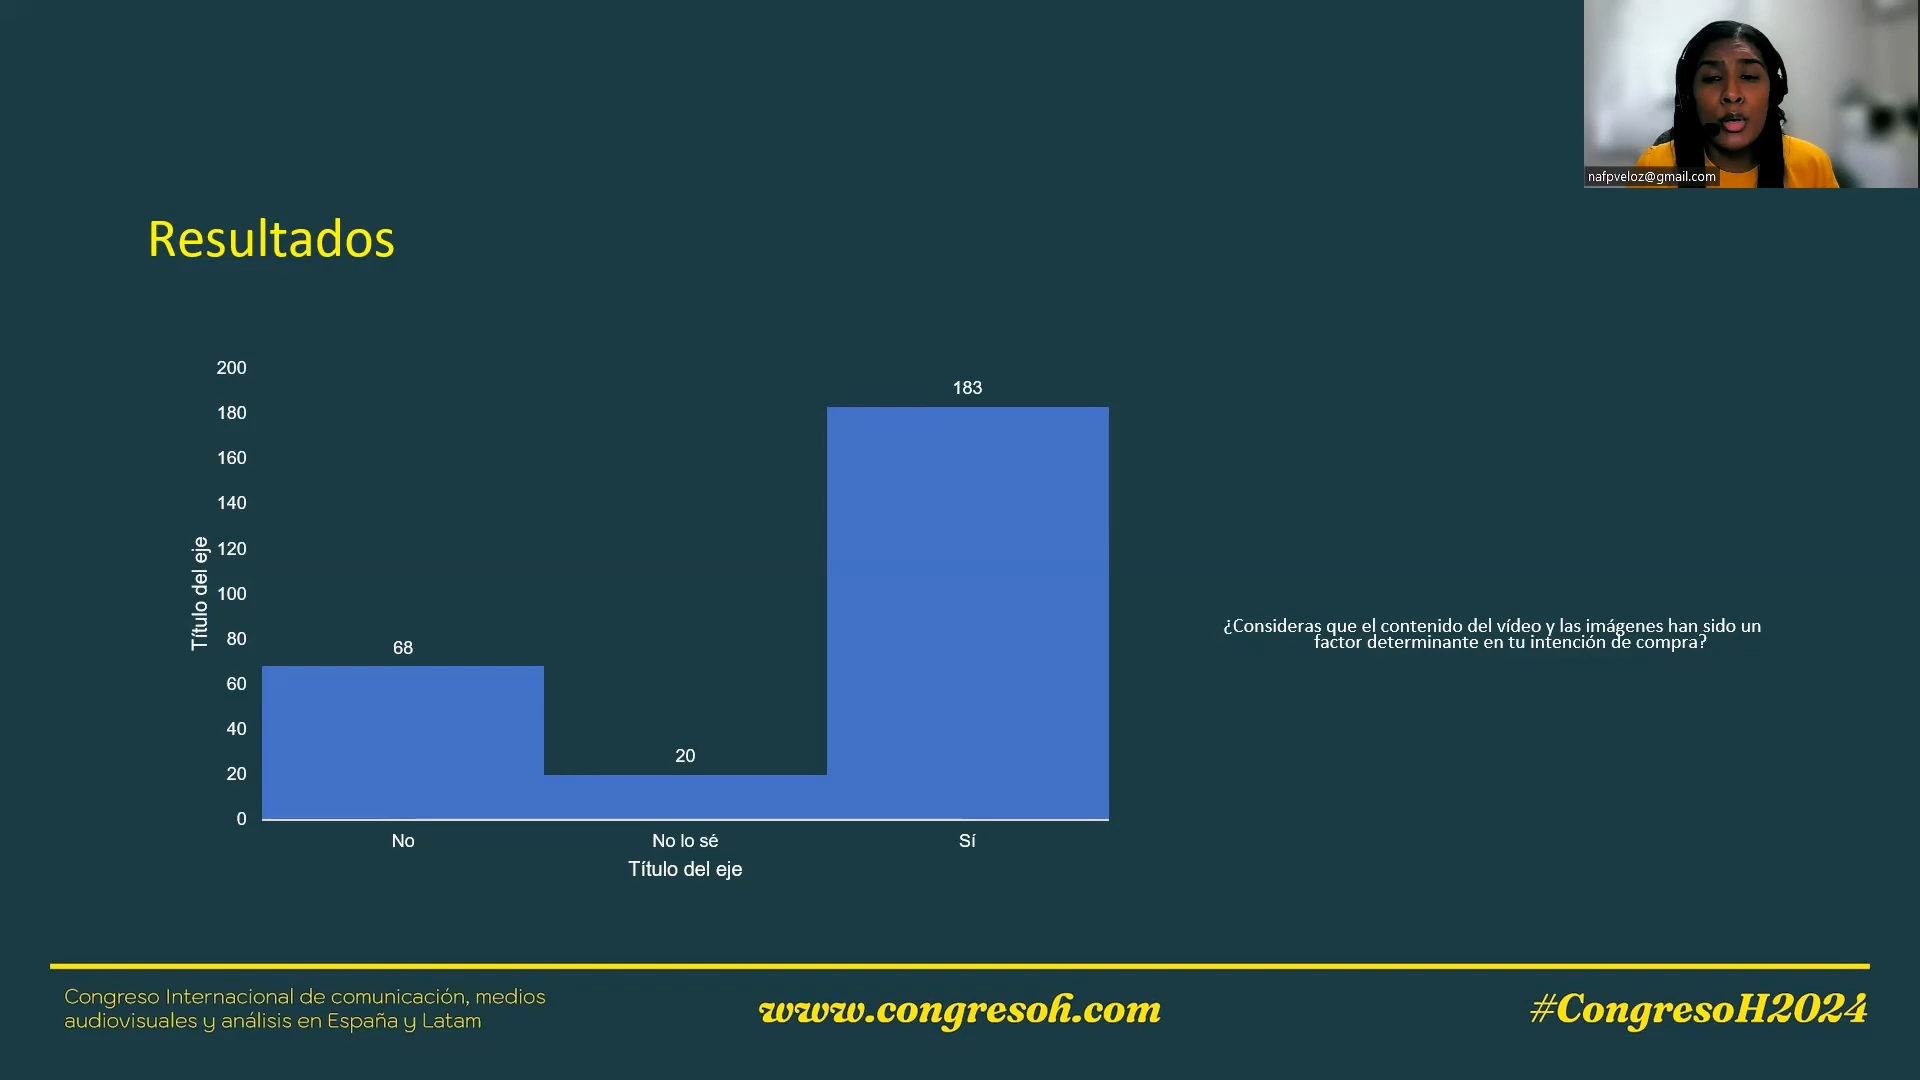 nafpveloz@gmail.com
Resultados
200
180
160
140
120
100
80
60
40
20
0
Título del eje
68
20
183
No
No lo sé
Sí
Título del eje
¿Consideras que el contenido del vídeo y las imágenes han sido un
factor determinante en tu intención de compra?
Congreso Internacional de comunicación, medios
audiovisuales y análisis en España y Latam
www.congresoh.com
#CongresoH2024